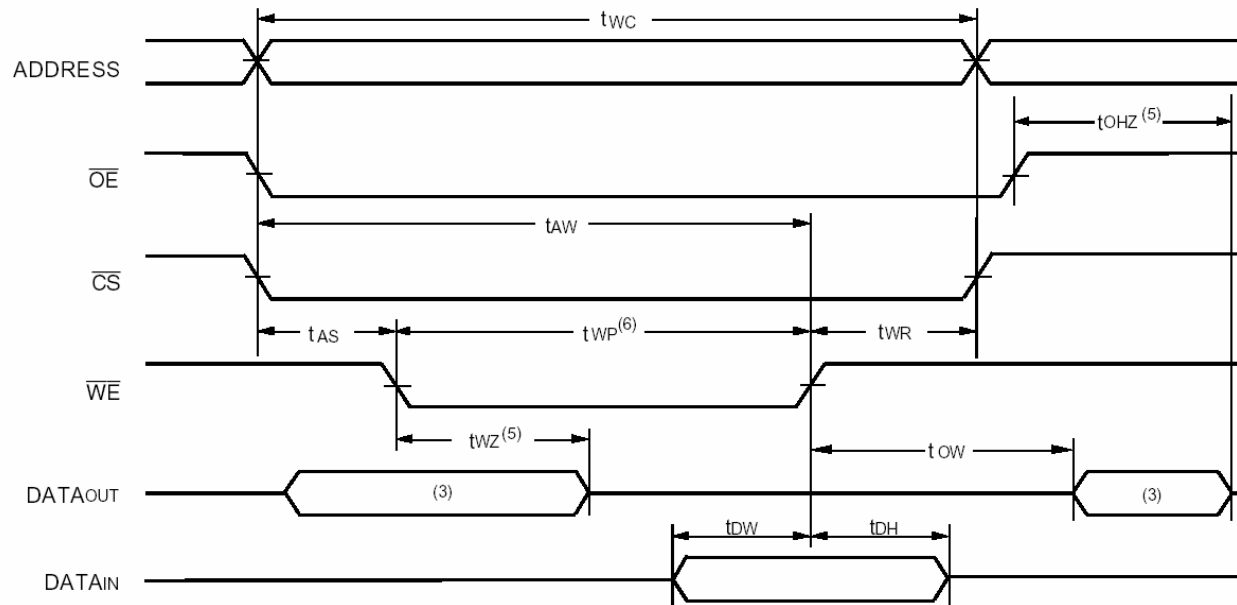 tWC
ADDRESS
tOHZ (5)
OE
tAW
CS
tAS
tWP(6)
tWR
WE
tWZ(5)
tOW
DATAOUT
(3)
(3)
tDW
tDH
DATAIN